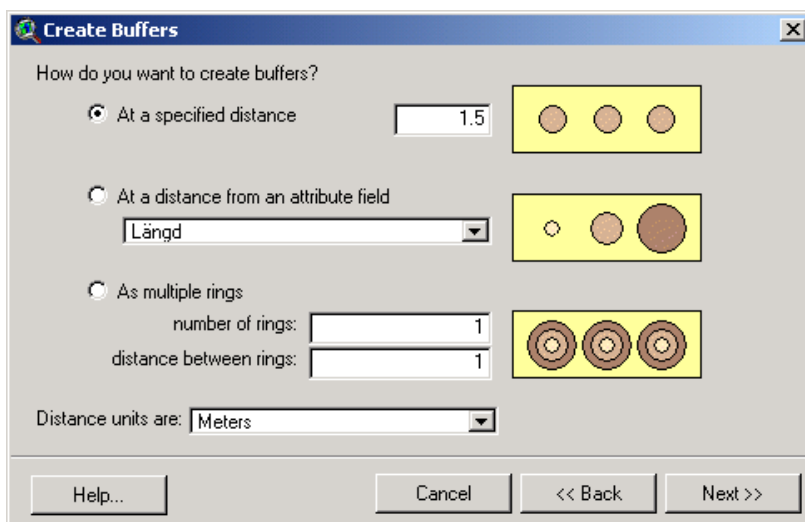 Create Buffers
How do you want to create buffers?
At a specified distance
1.5
At a distance from an attribute field
Längd
As multiple rings
number of rings:
1
distance between rings:
1
Distance units are:
Meters
Help...
Cancel
<< Back
Next >>